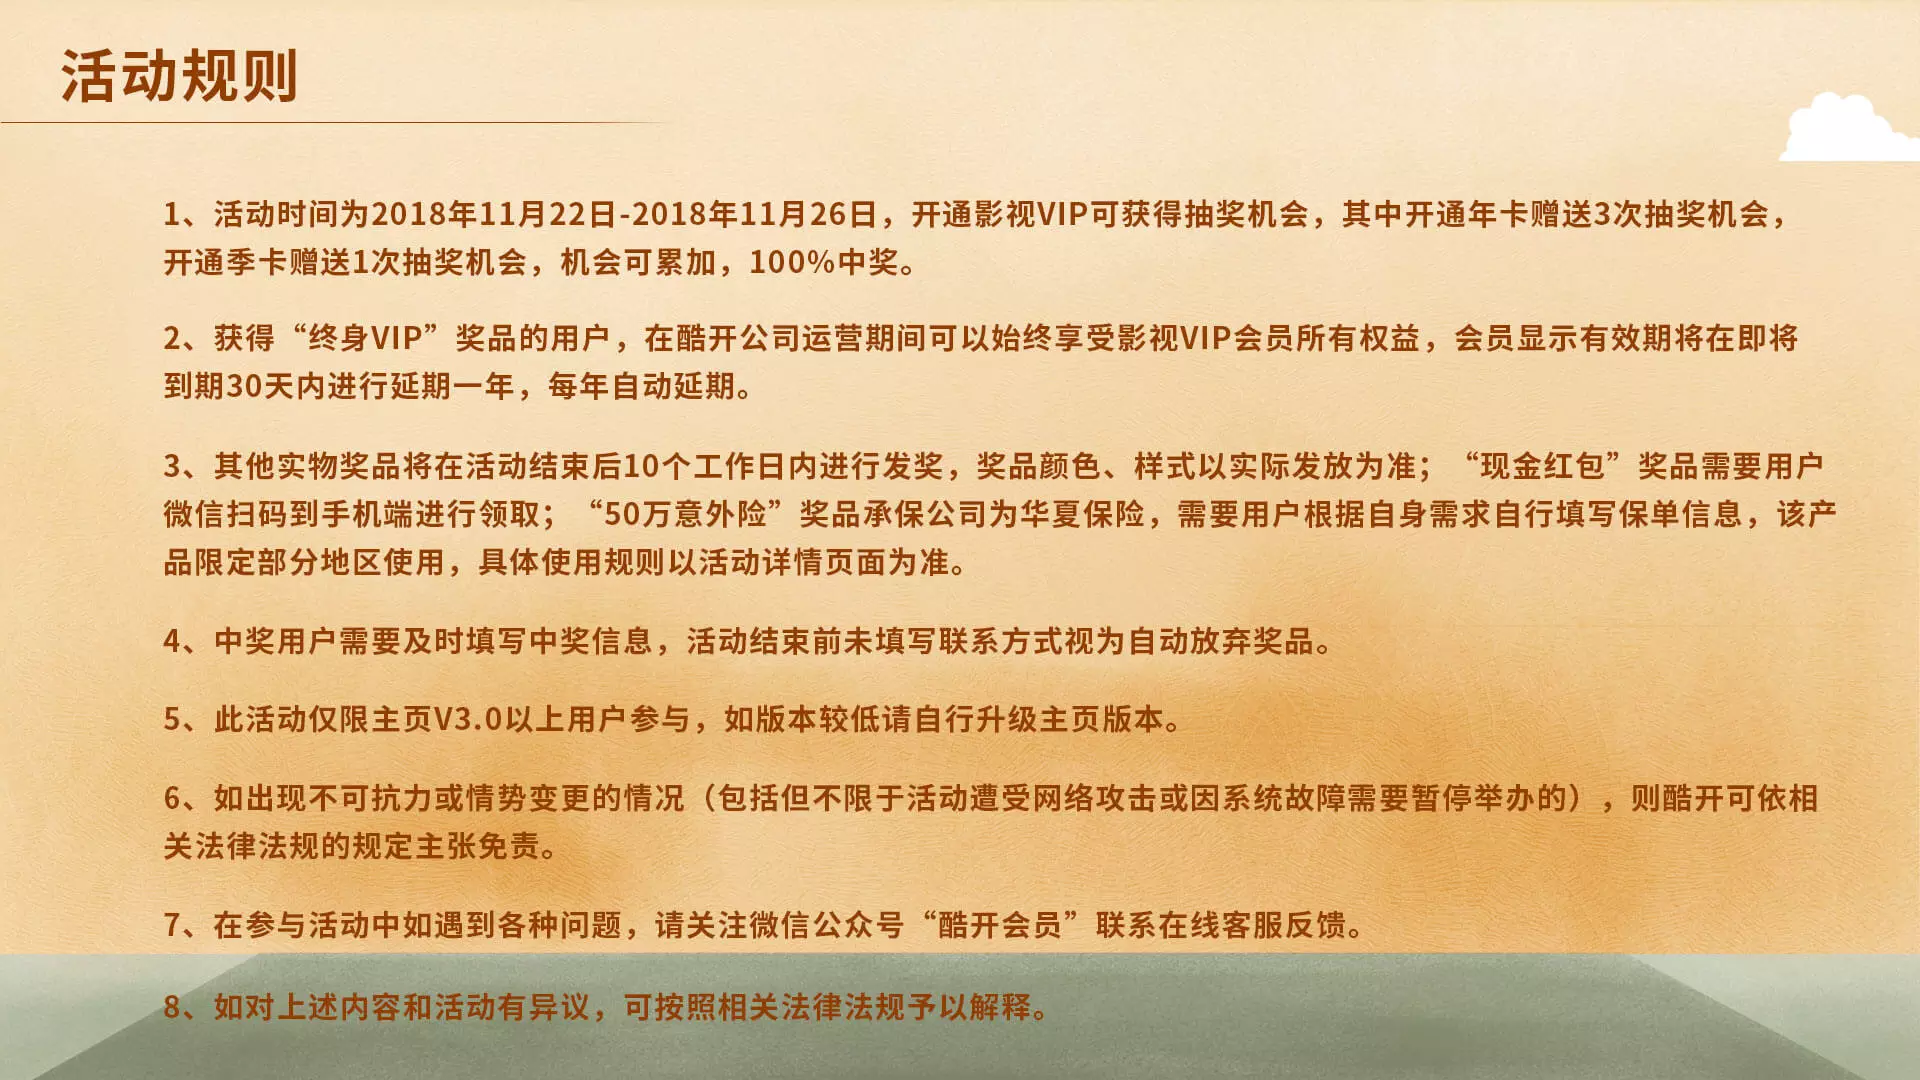 活动规则
1、活动时间为2018年11月22日-2018年11月26日，开通影视VIP可获得抽奖机会，其中开通年卡赠送3次抽奖机会，
开通季卡赠送1次抽奖机会，机会可累加，100%中奖。
2、获得“终身VIP”奖品的用户，在酷开公司运营期间可以始终享受影视VIP会员所有权益，会员显示有效期将在即将
到期30天内进行延期一年，每年自动延期。
3、其他实物奖品将在活动结束后10个工作日内进行发奖，奖品颜色、样式以实际发放为准；“现金红包”奖品需要用户
微信扫码到手机端进行领取；“50万意外险”奖品承保公司为华夏保险，需要用户根据自身需求自行填写保单信息，该产
品限定部分地区使用，具体使用规则以活动详情页面为准。
4、中奖用户需要及时填写中奖信息，活动结束前未填写联系方式视为自动放弃奖品。
5、此活动仅限主页V3.0以上用户参与，如版本较低请自行升级主页版本。
6、如出现不可抗力或情势变更的情况（包括但不限于活动遭受网络攻击或因系统故障需要暂停举办的），则酷开可依相
关法律法规的规定主张免责。
7、在参与活动中如遇到各种问题，请关注微信公众号“酷开会员”联系在线客服反馈。
8、如对上述内容和活动有异议，可按照相关法律法规予以解释。